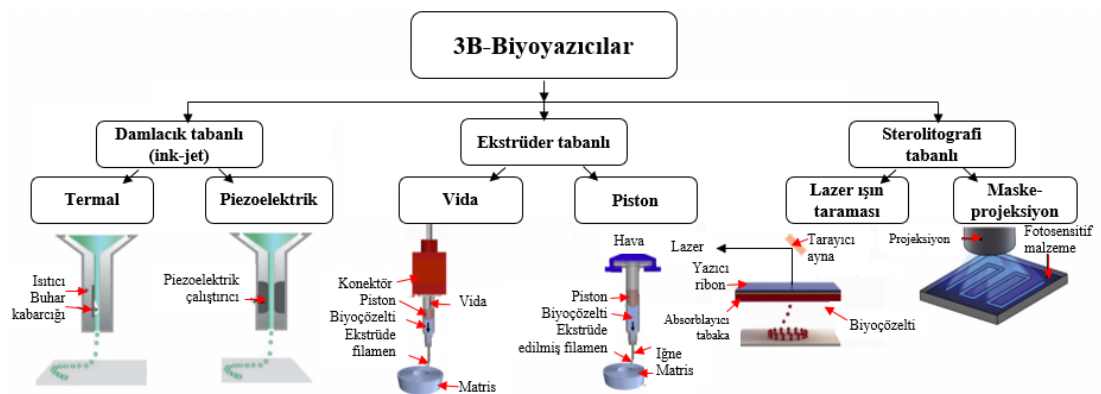 3B-Biyoyazıcılar
Damlacık tabanlı
(ink-jet)
Ekstrüder tabanlı
Sterolitografi
tabanlı
Termal
Piezoelektrik
Vida
Piston
Lazer ışın
taraması
Maske-
projeksiyon
Isıtıcı
Buhar
kabarcığı
Piezoelektrik
çalıştırıcı
Konektör
Piston
Biyoçözelti
Ekstrüde
filamen
Vida
Matris
Hava
Piston
Biyoçözelti
Ekstrüde
edilmiş filamen
İğne
Matris
Lazer
Tarayıcı
ayna
Yazıcı
ribon
Absorblayıcı
tabaka
Biyoçözelti
Projeksiyon
Fotosensitif
malzeme